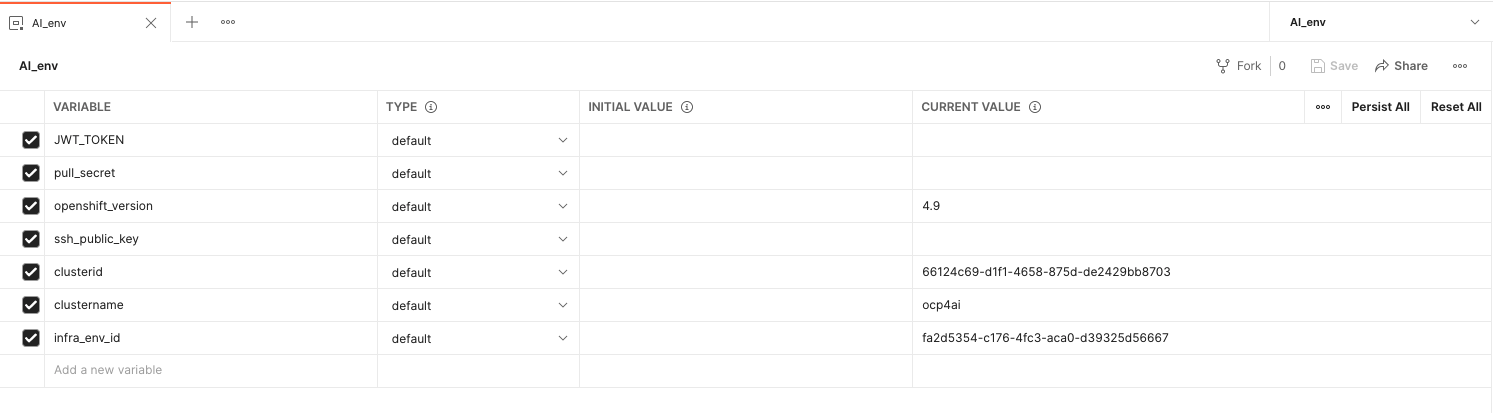 AI_env AI_env
AI_env Fork 0 Save Share
VARIABLE TYPE INITIAL VALUE CURRENT VALUE Persist All Reset All
JWT_TOKEN default
pull_secret default
openshift_version default 4.9
ssh_public_key default
clusterid default 66124c69-d1f1-4658-875d-de2429bb8703
clustername default ocp4ai
infra_env_id default fa2d5354-c176-4fc3-aca0-d39325d56667
Add a new variable